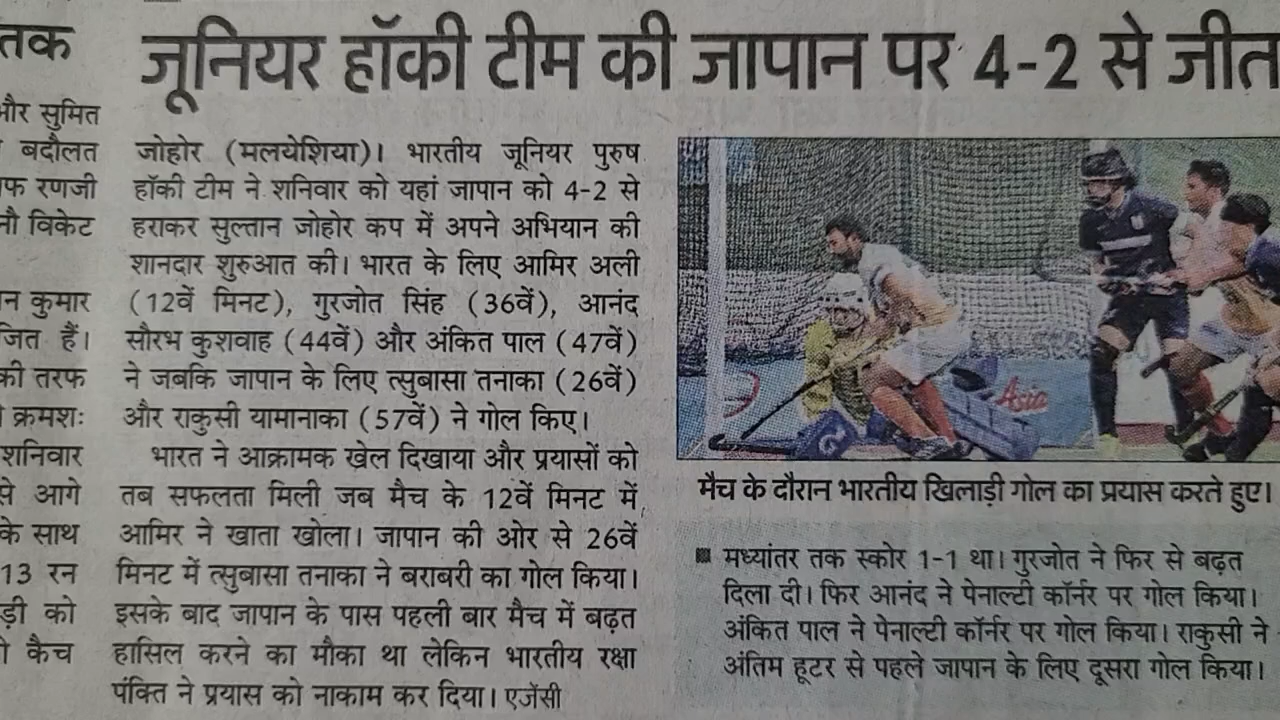 तक
और सुमित
बदौलत
रणजी
विकेट
कुमार
हैं।
की तरफ
क्रमशः
शनिवार
से आगे
के साथ
13 रन
को
कैच
जूनियर हॉकी टीम की जापान पर 4-2 से जीत
जोहोर (मलयेशिया)। भारतीय जूनियर पुरुष
हॉकी टीम ने शनिवार को यहां जापान को 4-2 से
हराकर सुल्तान जोहोर कप में अपने अभियान की
शानदार शुरुआत की। भारत के लिए आमिर अली
(12वें मिनट), गुरजोत सिंह (36वें), आनंद
सौरभ कुशवाह (44वें) और अंकित पाल (47वें)
ने जबकि जापान के लिए त्सुबासा तनाका (26वें)
और राकुसी यामानाका (57वें) ने गोल किए।
भारत ने आक्रामक खेल दिखाया और प्रयासों को
तब सफलता मिली जब मैच के 12वें मिनट में
आमिर ने खाता खोला। जापान की ओर से 26वें
मिनट में त्सुबासा तनाका ने बराबरी का गोल किया।
इसके बाद जापान के पास पहली बार मैच में बढ़त
हासिल करने का मौका था लेकिन भारतीय रक्षा
पंक्ति ने प्रयास को नाकाम कर दिया। एजेंसी
Asia
मैच के दौरान भारतीय खिलाड़ी गोल का प्रयास करते हुए।
■ मध्यांतर तक स्कोर 1-1 था। गुरजोत ने फिर से बढ़त
दिला दी। फिर आनंद ने पेनाल्टी कॉर्नर पर गोल किया।
अंकित पाल ने पेनाल्टी कॉर्नर पर गोल किया। राकुसी ने
अंतिम हूटर से पहले जापान के लिए दूसरा गोल किया।